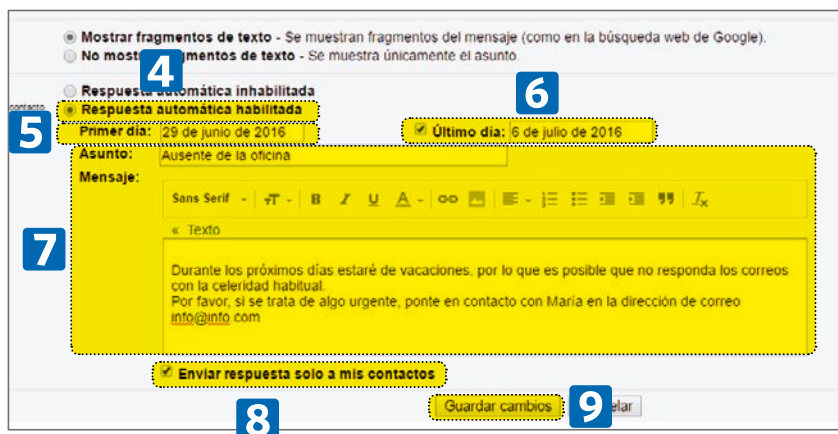 Mostrar fragmentos de texto - Se muestran fragmentos del mensaje (como en la búsqueda web de Google).
No most mentos de texto - Se muestra únicamente el asunto.
4
6
Respuesta automática inhabilitada
contacto
Respuesta automática habilitada
5
Primer día: 29 de junio de 2016
Último día: 6 de julio de 2016
Asunto: Ausente de la oficina
Mensaje:
Sans Serif
B I U A
« Texto
7
Durante los próximos días estaré de vacaciones, por lo que es posible que no responda los correos
con la celeridad habitual.
Por favor, si se trata de algo urgente, ponte en contacto con María en la dirección de correo
info@info.com
Enviar respuesta solo a mis contactos
Guardar cambios
9
elar
8